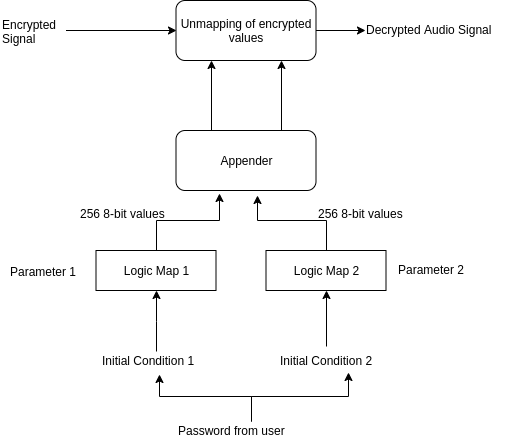 Encrypted
Signal
Unmapping of encrypted
values
Decrypted Audio Signal
Appender
256 8-bit values
256 8-bit values
Parameter 1
Logic Map 1
Logic Map 2
Parameter 2
Initial Condition 1
Initial Condition 2
Password from user